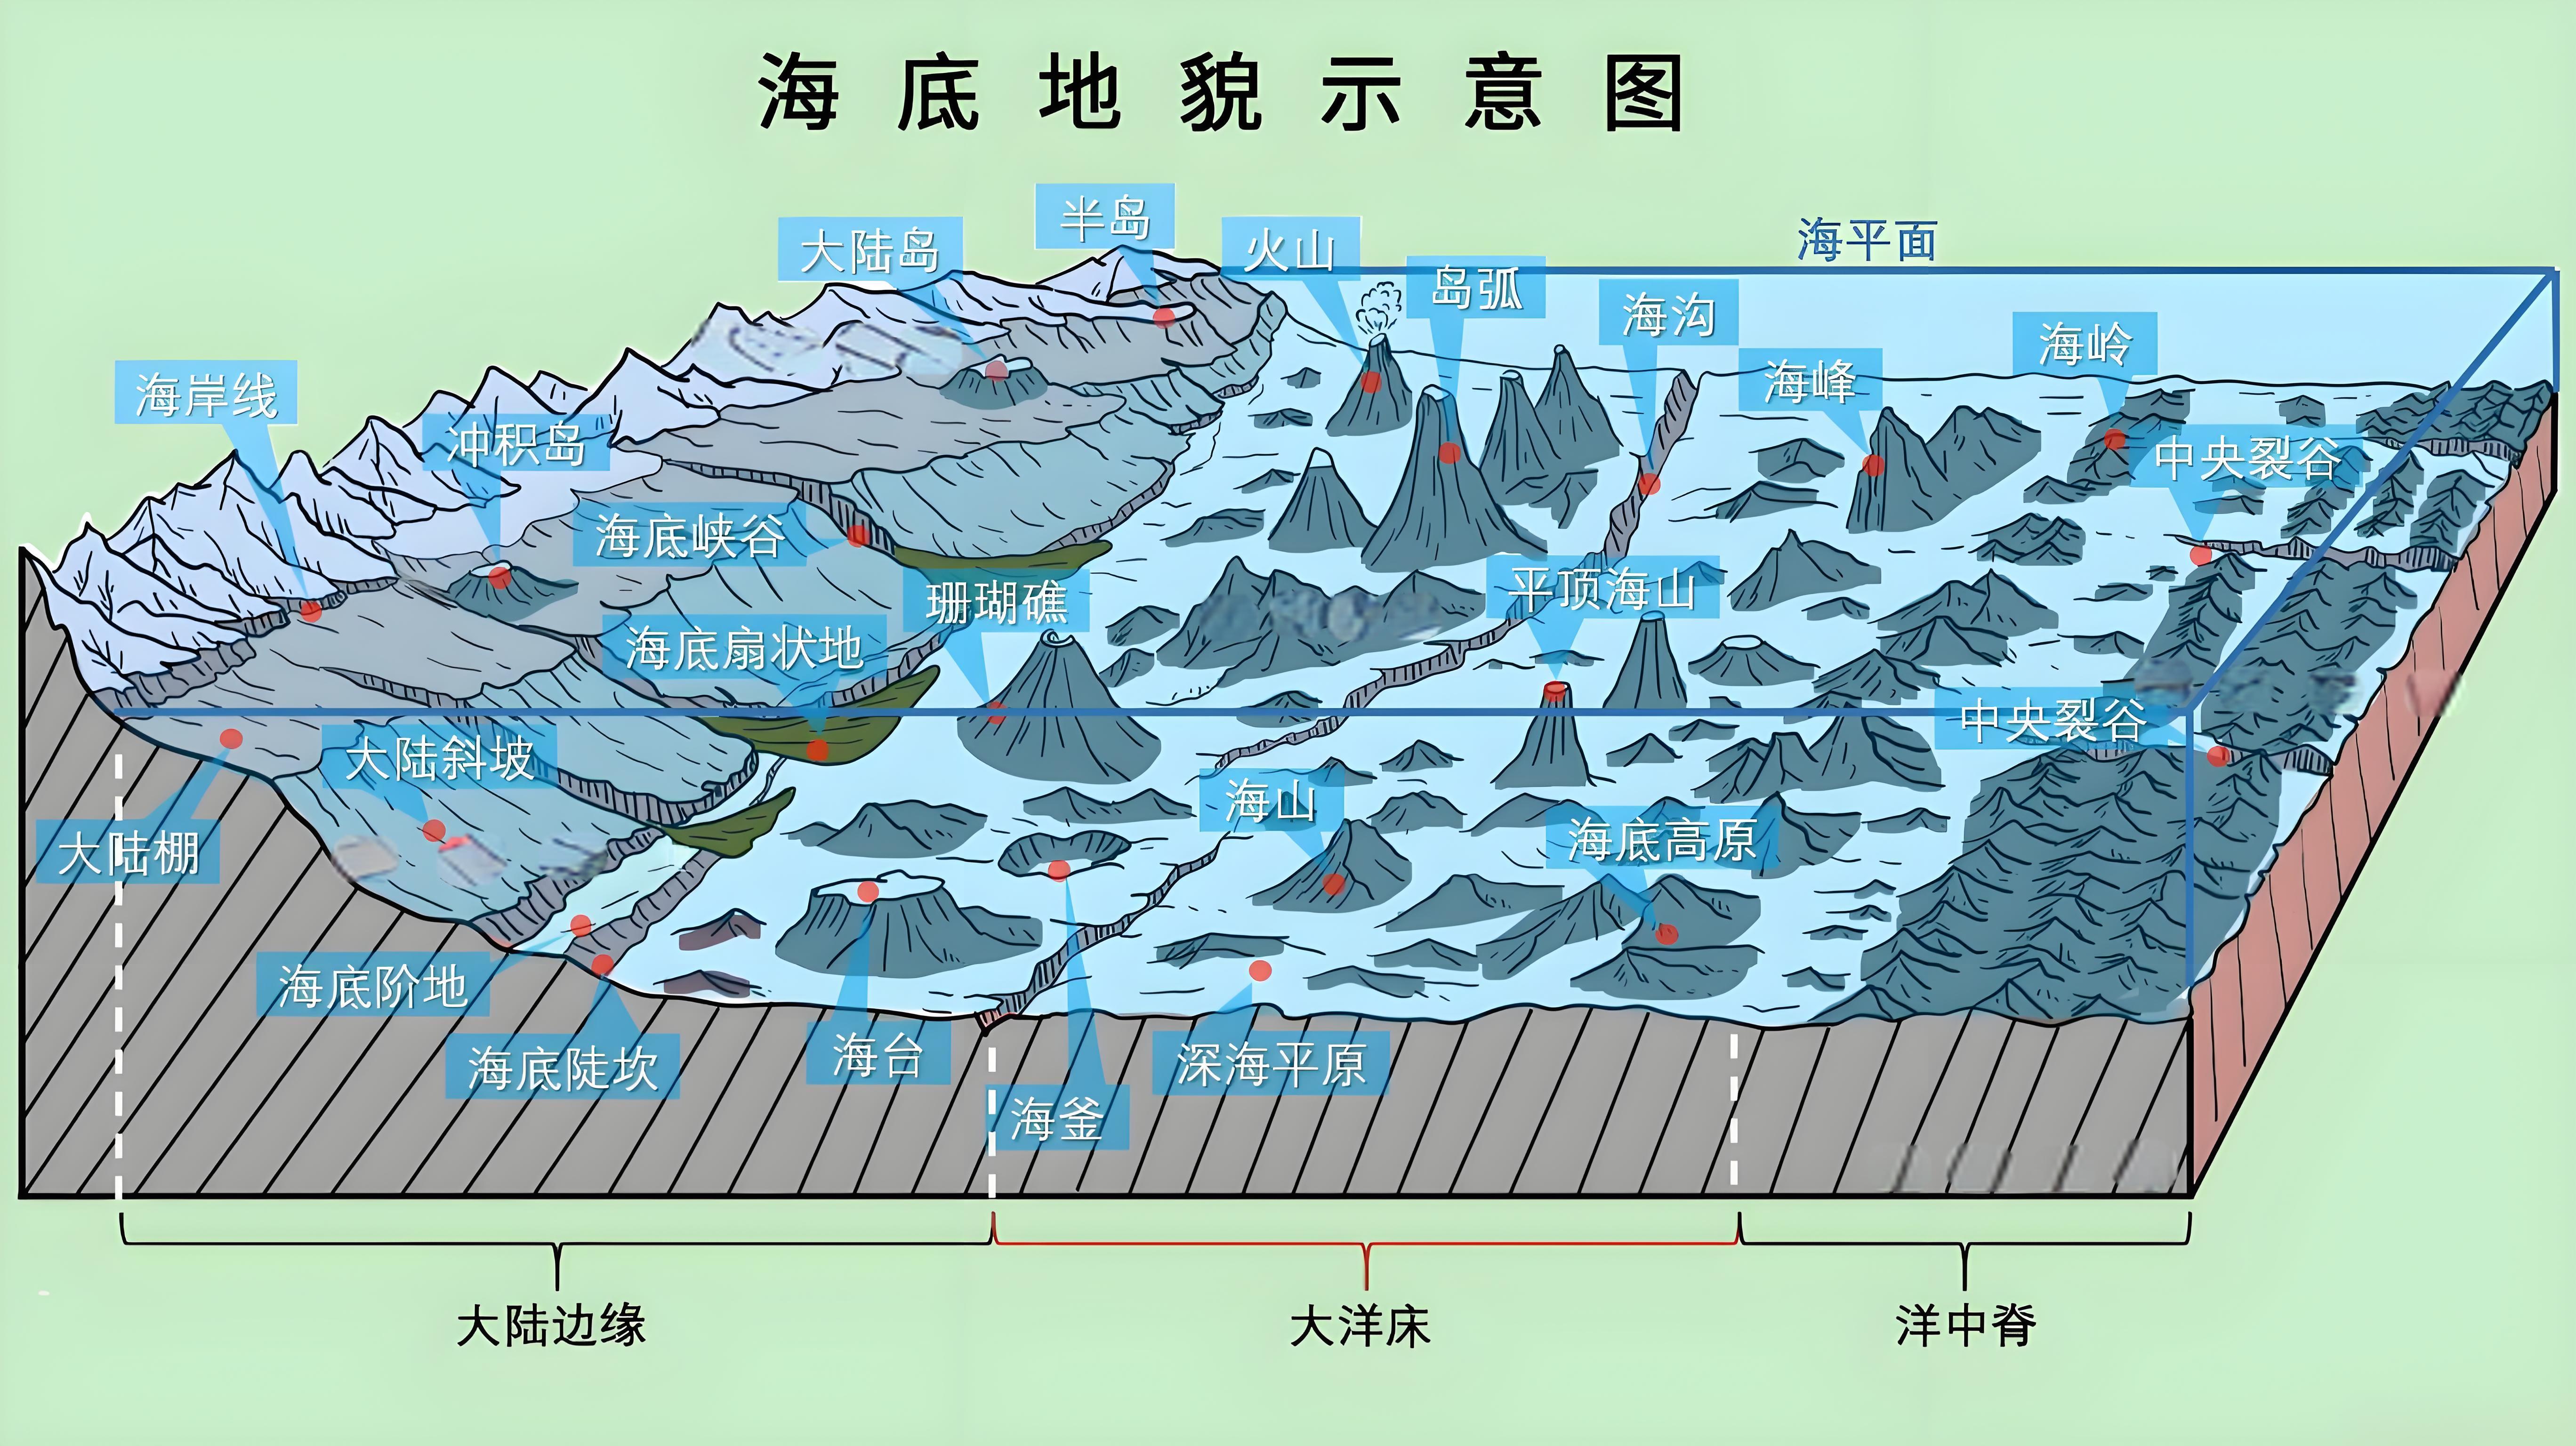 海底地貌示意图
半岛
大陆岛
火山
海平面
岛弧
海沟
海岭
海峰
海岸线
冲积岛
中央裂谷
海底峡谷
平顶海山
珊瑚礁
海底扇状地
中央裂谷
大陆斜坡
海山
海底高原
大陆棚
海底阶地
海底陡坎
海台
深海平原
海釜
大陆边缘
大洋床
洋中脊